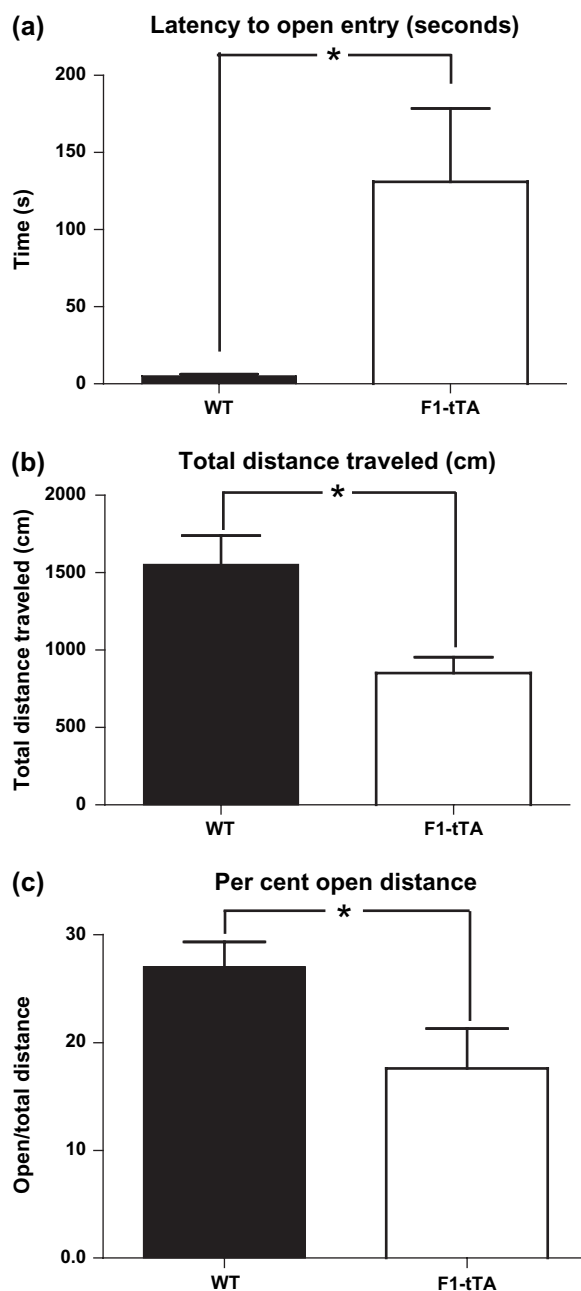 (a) Latency to open entry (seconds)
*
200
150
100
50
0
Time (s)
WT F1-tTA
(b) Total distance traveled (cm)
*
2000
1500
1000
500
0
Total distance traveled (cm)
WT F1-tTA
(c) Per cent open distance
*
30
20
10
0.0
Open/total distance
WT F1-tTA